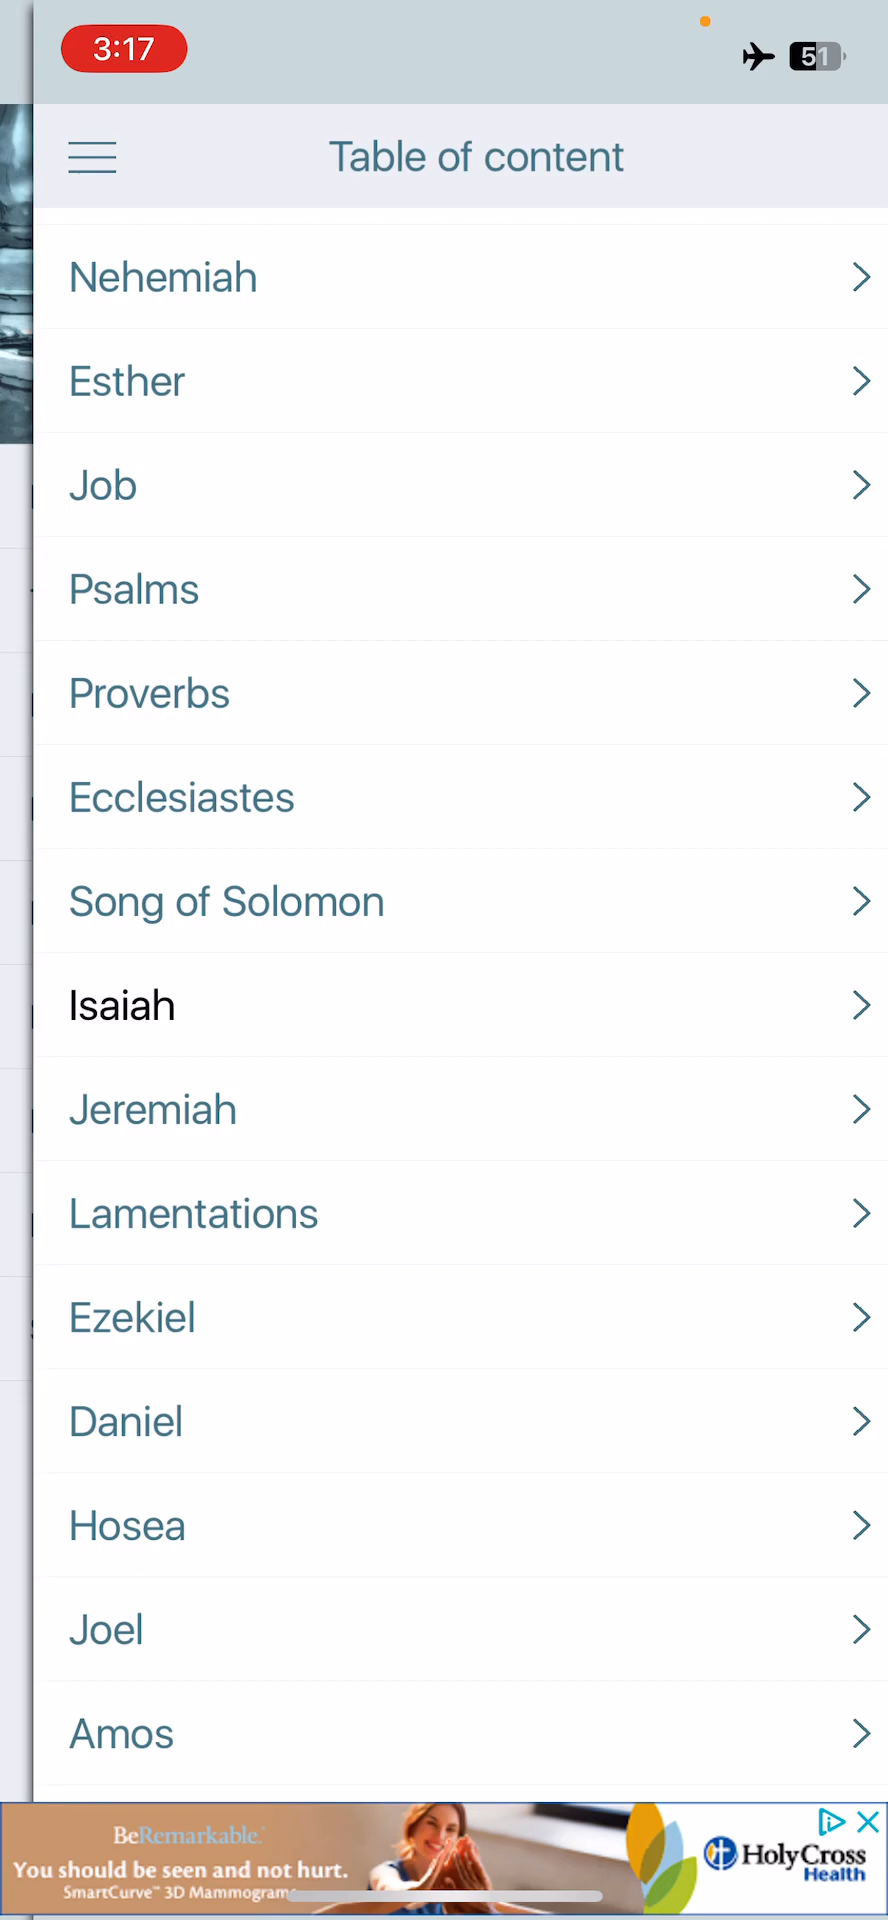 3:17
51
Table of content
Nehemiah
Esther
Job
Psalms
Proverbs
Ecclesiastes
Song of Solomon
Isaiah
Jeremiah
Lamentations
Ezekiel
Daniel
Hosea
Joel
Amos
BeRemarkable.
You should be seen and not hurt.
SmartCurve™ 3D Mammograms
HolyCross
Health